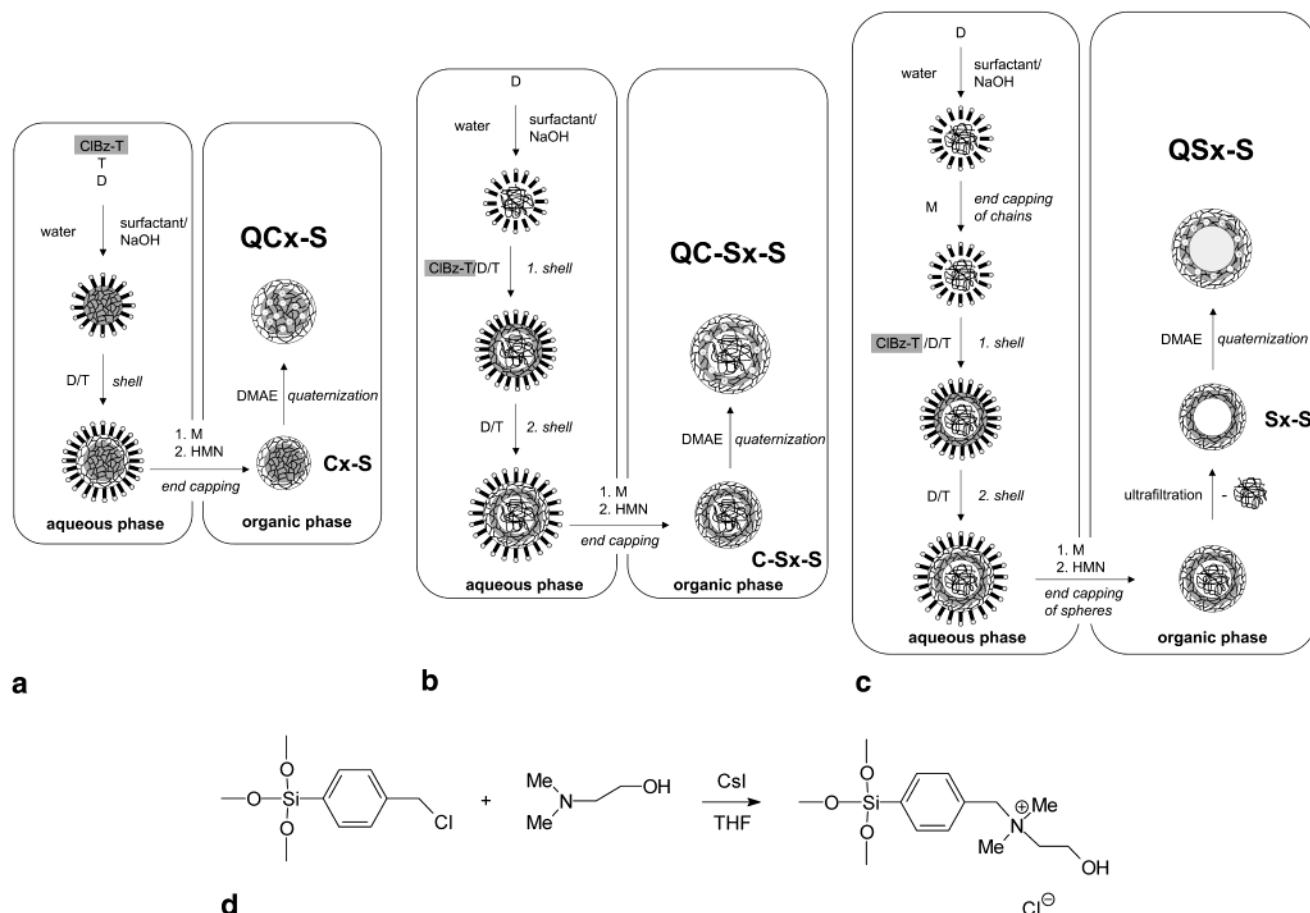 ClBz-T
T
D
water
surfactant/
NaOH
D/T
shell
aqueous phase
1. M
2. HMN
end capping
QCx-S
DMAE
quaternization
Cx-S
organic phase
a
D
water
surfactant/
NaOH
ClBz-T/D/T
1. shell
D/T
2. shell
aqueous phase
1. M
2. HMN
end capping
QC-Sx-S
DMAE
quaternization
C-Sx-S
organic phase
b
D
water
surfactant/
NaOH
M
end capping
of chains
ClBz-T /D/T
1. shell
D/T
2. shell
aqueous phase
1. M
2. HMN
end capping
of spheres
QSx-S
DMAE
quaternization
Sx-S
ultrafiltration
-
organic phase
c
O
O
Si
O
Cl
+
Me
N
Me
OH
CsI
THF
O
O
Si
O
N
⊕
Me
Me
OH
Cl⊖
d